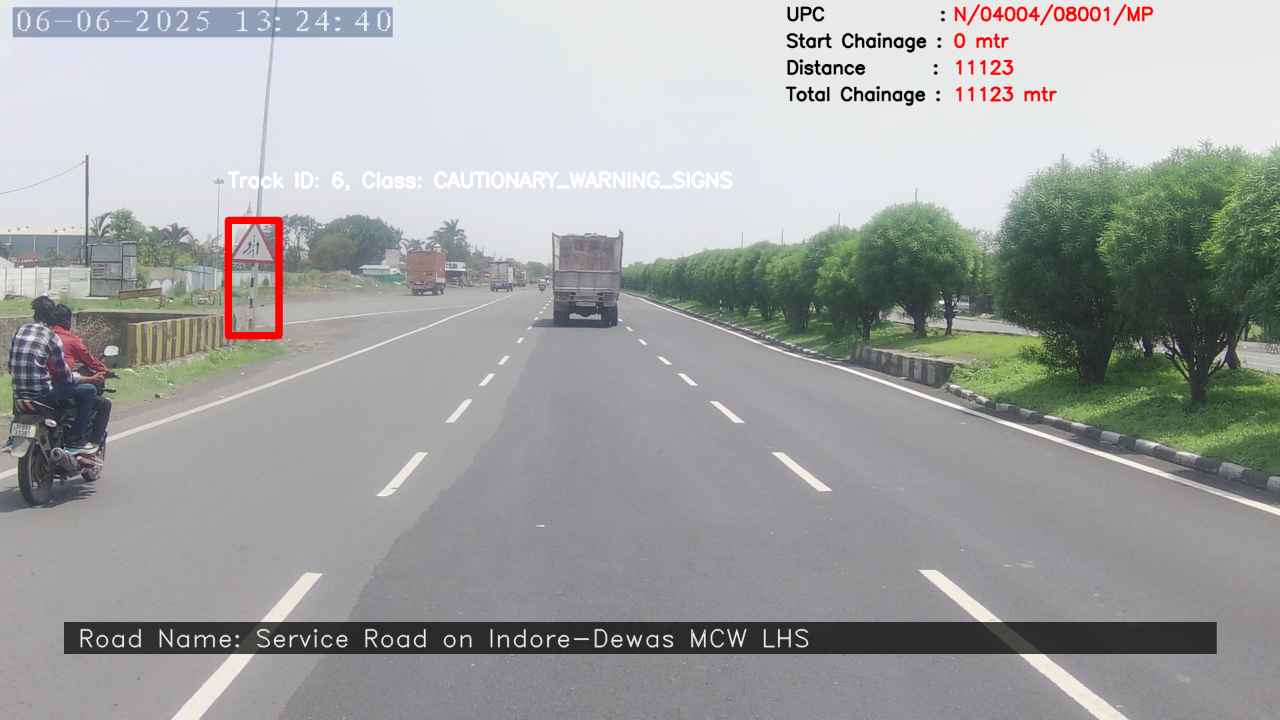 06-06-2025 13:24:40
UPC : N/04004/08001/MP
Start Chainage : 0 mtr
Distance : 11123
Total Chainage : 11123 mtr
Track ID: 6, Class: CAUTIONARY_WARNING_SIGNS
Road Name: Service Road on Indore-Dewas MCW LHS